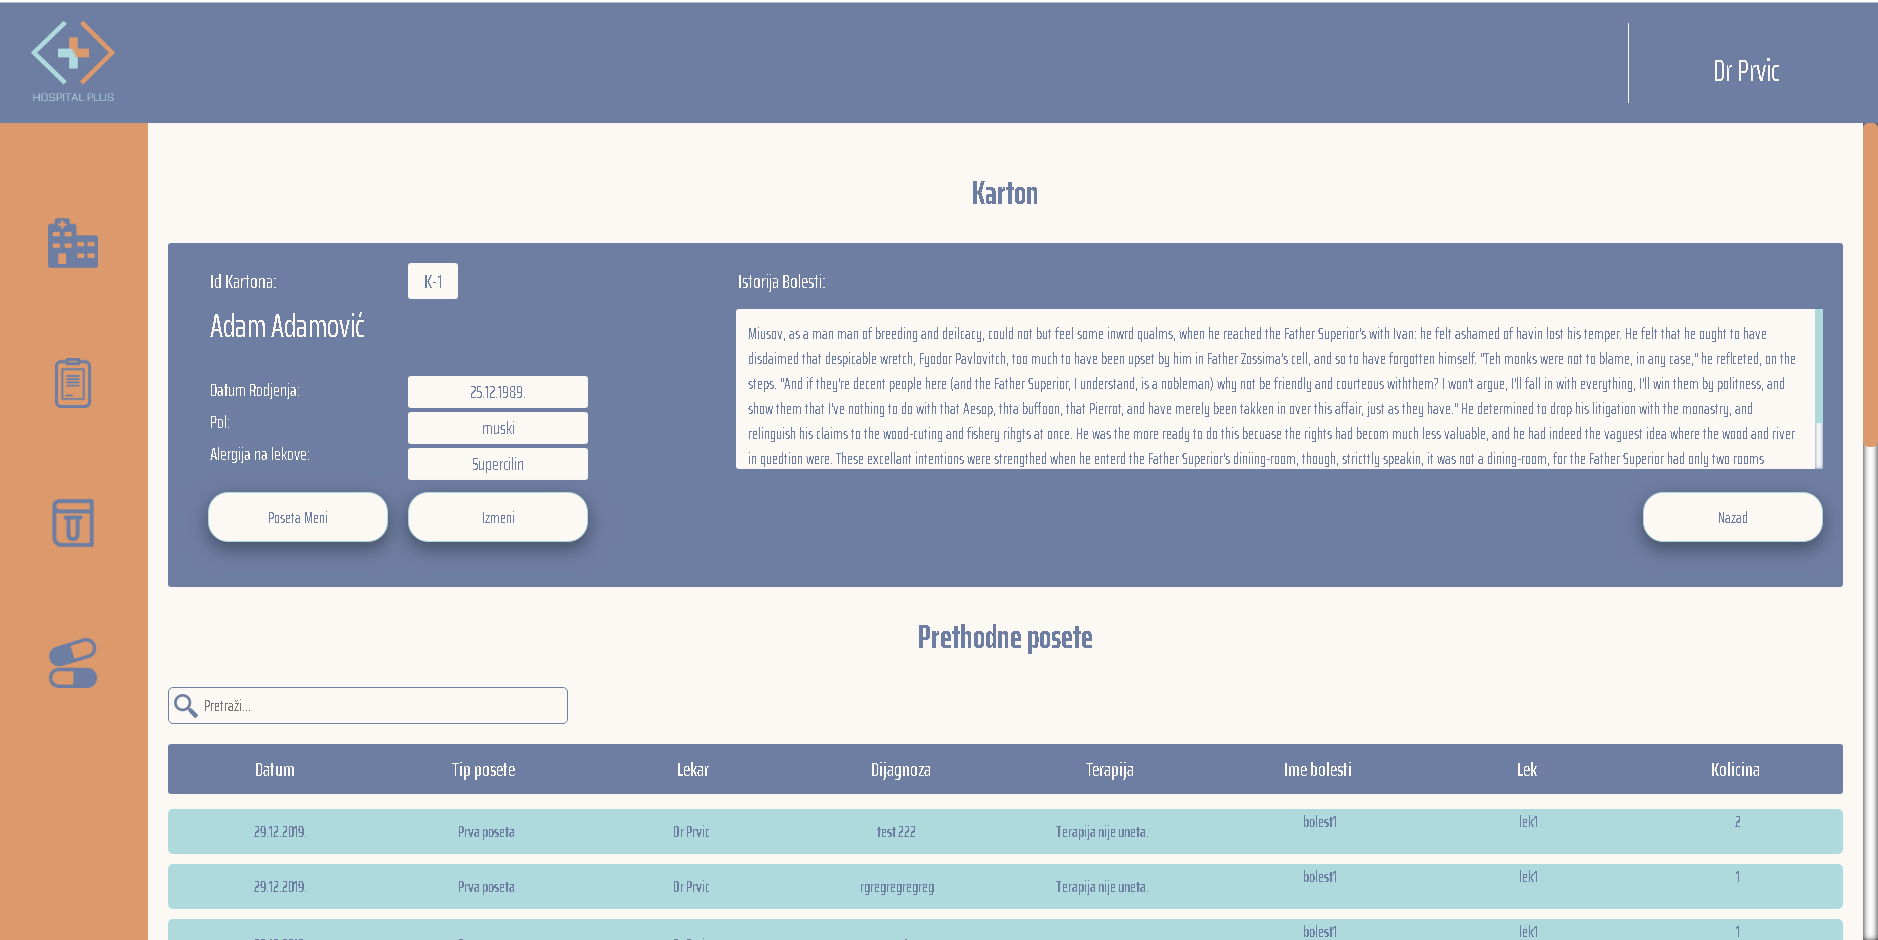 HOSPITAL PLUS
Dr Prvic
Karton
Id Kartona:
K-1
Adam Adamović
Datum Rodjenja:
25.12.1989.
Pol:
muski
Alergija na lekove:
Supercilin
Poseta Meni
Izmeni
Istorija Bolesti:
Miusov, as a man man of breeding and deilcacy, could not but feel some inwrd qualms, when he reached the Father Superior's with Ivan: he felt ashamed of havin lost his temper. He felt that he ought to have
disdaimed that despicable wretch, Fyodor Pavlovitch, too much to have been upset by him in Father Zossima's cell, and so to have forgotten himself. "Teh monks were not to blame, in any case," he reflceted, on the
steps. "And if they're decent people here (and the Father Superior, I understand, is a nobleman) why not be friendly and courteous withthem? I won't argue, I'll fall in with everything, I'll win them by politness, and
show them that I've nothing to do with that Aesop, thta buffoon, that Pierrot, and have merely been takken in over this affair, just as they have." He determined to drop his litigation with the monastry, and
relinguish his claims to the wood-cuting and fishery rihgts at once. He was the more ready to do this becuase the rights had becom much less valuable, and he had indeed the vaguest idea where the wood and river
in quedtion were. These excellant intentions were strengthed when he enterd the Father Superior's diniing-room, though, stricttly speakin, it was not a dining-room, for the Father Superior had only two rooms
Nazad
Prethodne posete
Pretraži...
Datum Tip posete Lekar Dijagnoza Terapija Ime bolesti Lek Kolicina
29.12.2019. Prva poseta Dr Prvic test 222 Terapija nije uneta. bolest1 lek1 2
29.12.2019. Prva poseta Dr Prvic rgregregregreg Terapija nije uneta. bolest1 lek1 1
bolest1 lek1 1